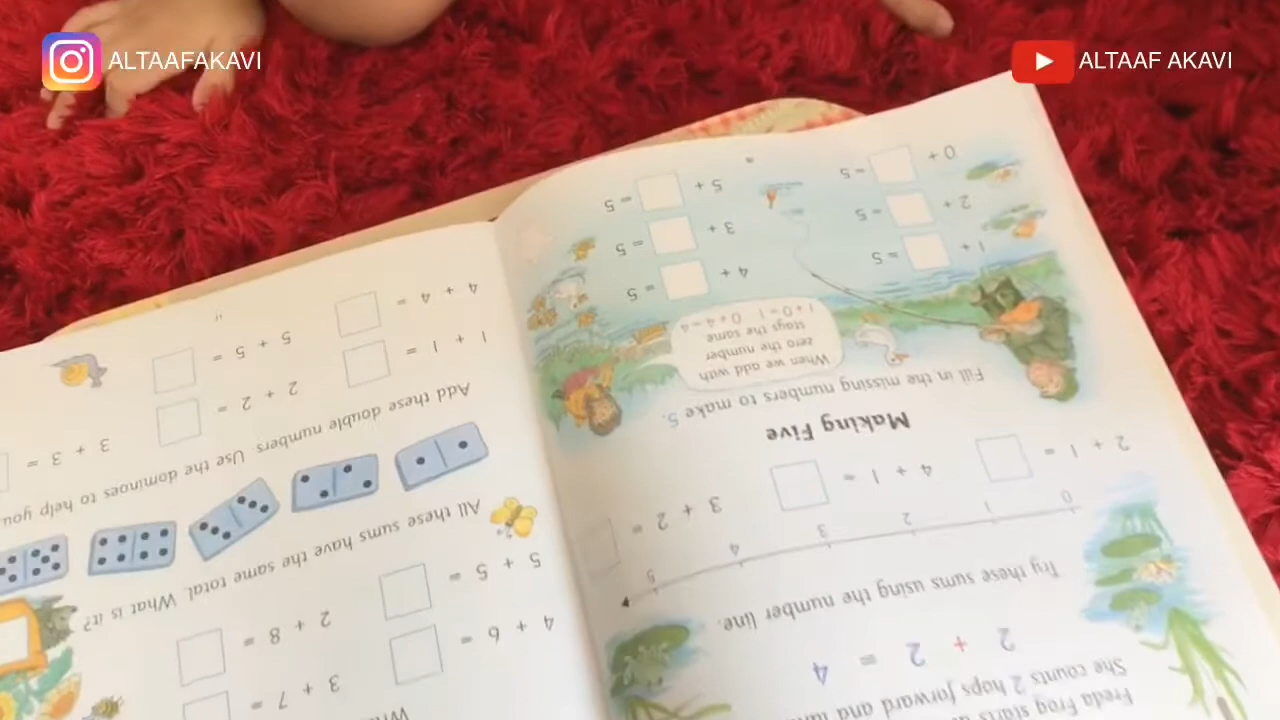 ALTAAFAKAVI
ALTAAF AKAVI
Freda Frog starts
She counts 2 hops forward and
2 + 2 = 4
Try these sums using the number line.
0 1 2 3 4 5
2 + 1 =
4 + 1 =
3 + 2 =
Making Five
Fill in the missing numbers to make 5.
When we add with
zero the number
stays the same
1+0=1 0+4=4
1 + = 5
4 + = 5
2 + = 5
3 + = 5
0 + = 5
5 + = 5
3 + 7 =
4 + 6 =
2 + 8 =
5 + 5 =
All these sums have the same total. What is it?
Add these double numbers. Use the dominoes to help you
1 + 1 =
2 + 2 =
3 + 3 =
4 + 4 =
5 + 5 =